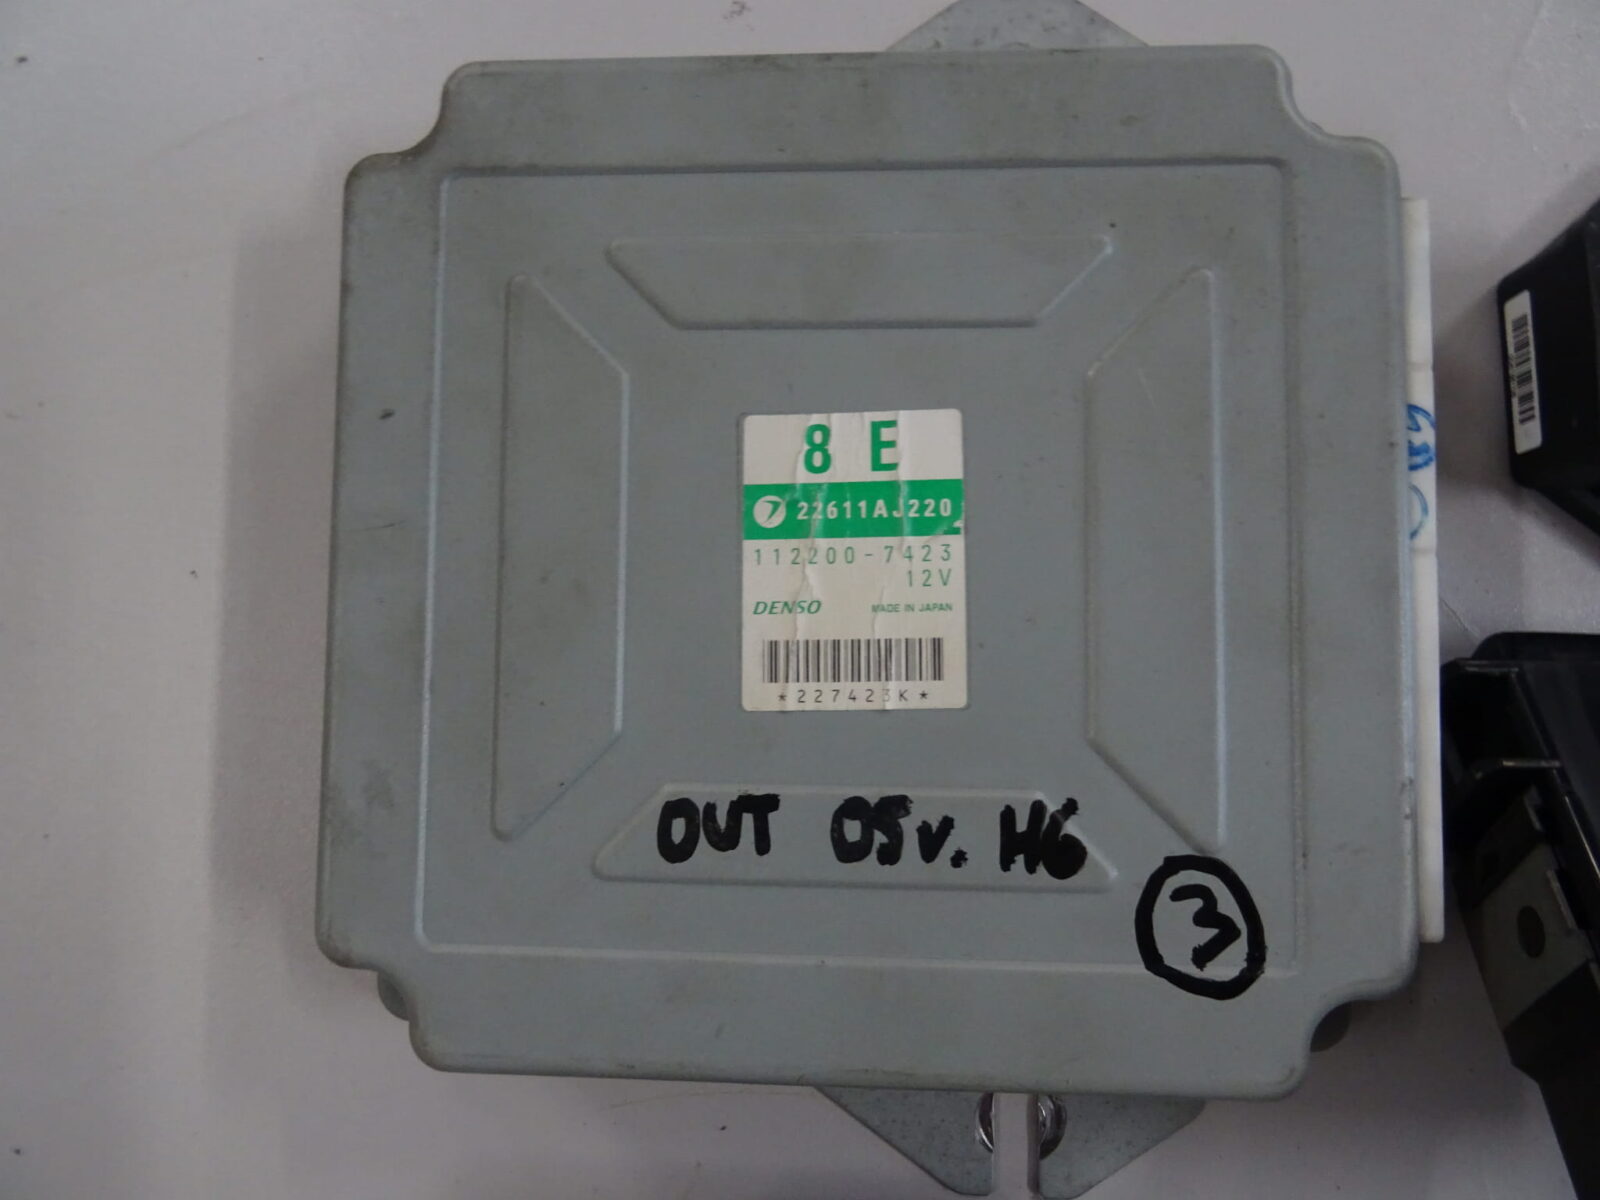 8 E
22611AJ220
112200-7423
12V
DENSO MADE IN JAPAN
*227423K*
OUT 05v. H6
3